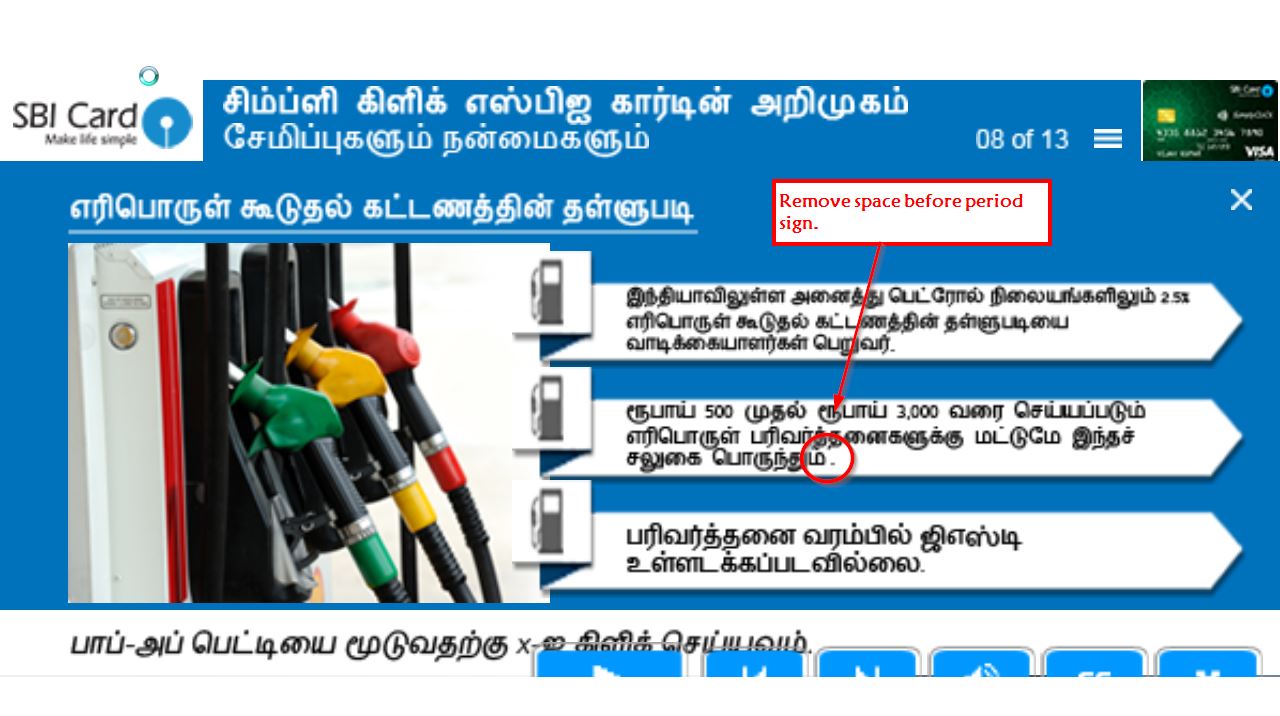 SBI Card
Make life simple
சிம்ப்ளி கிளிக் எஸ்பிஐ கார்டின் அறிமுகம்
சேமிப்புகளும் நன்மைகளும்
08 of 13
SBI Card
VISA
எரிபொருள் கூடுதல் கட்டணத்தின் தள்ளுபடி
Remove space before period
sign.
இந்தியாவிலுள்ள அனைத்து பெட்ரோல் நிலையங்களிலும் 2.5%
எரிபொருள் கூடுதல் கட்டணத்தின் தள்ளுபடியை
வாடிக்கையாளர்கள் பெறுவர்.
ரூபாய் 500 முதல் ரூபாய் 3,000 வரை செய்யப்படும்
எரிபொருள் பரிவர்த்தனைகளுக்கு மட்டுமே இந்தச்
சலுகை பொருந்தும் .
பரிவர்த்தனை வரம்பில் ஜிஎஸ்டி
உள்ளடக்கப்படவில்லை.
பாப்-அப் பெட்டியை மூடுவதற்கு x-ஐ கிளிக் செய்யவும்.